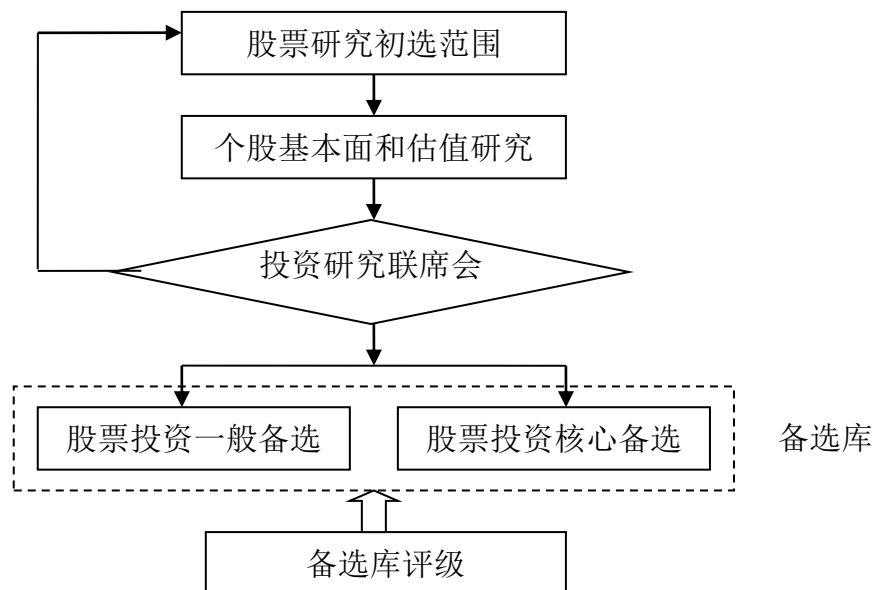 股票研究初选范围
个股基本面和估值研究
投资研究联席会
股票投资一般备选
股票投资核心备选
备选库
备选库评级